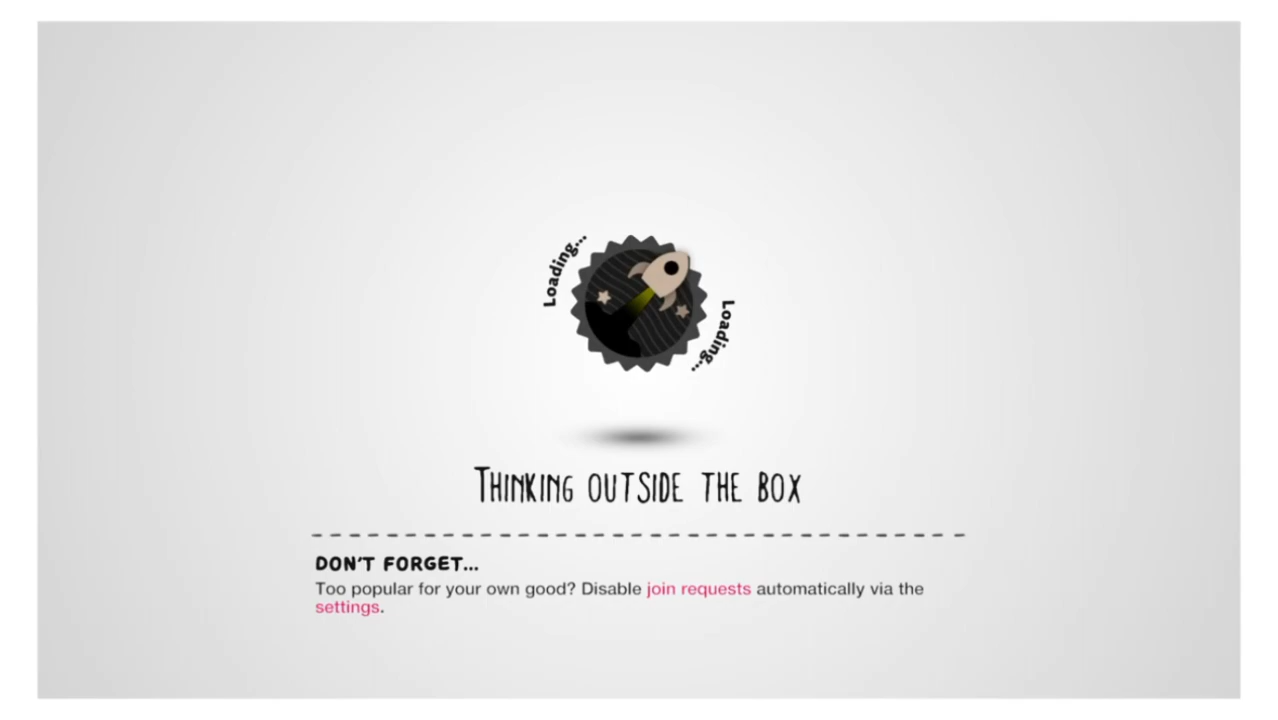 Loading...
Loading...
THINKING OUTSIDE THE BOX
DON'T FORGET...
Too popular for your own good? Disable join requests automatically via the
settings.